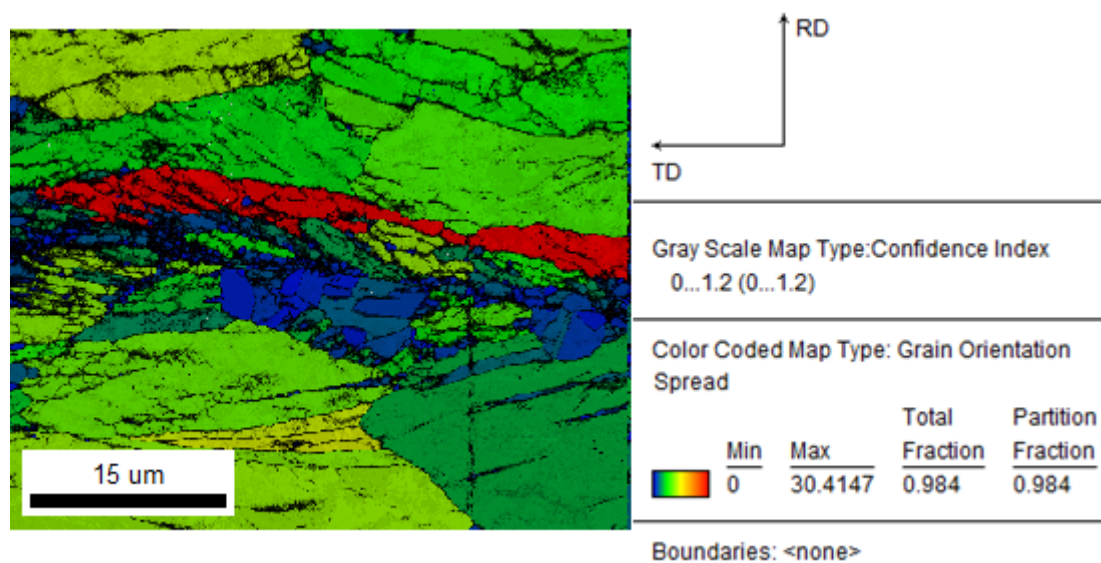 RD
TD
Gray Scale Map Type:Confidence Index
0...1.2 (0...1.2)
Color Coded Map Type: Grain Orientation
Spread
Total Partition
Min Max Fraction Fraction
0 30.4147 0.984 0.984
Boundaries: <none>
15 um